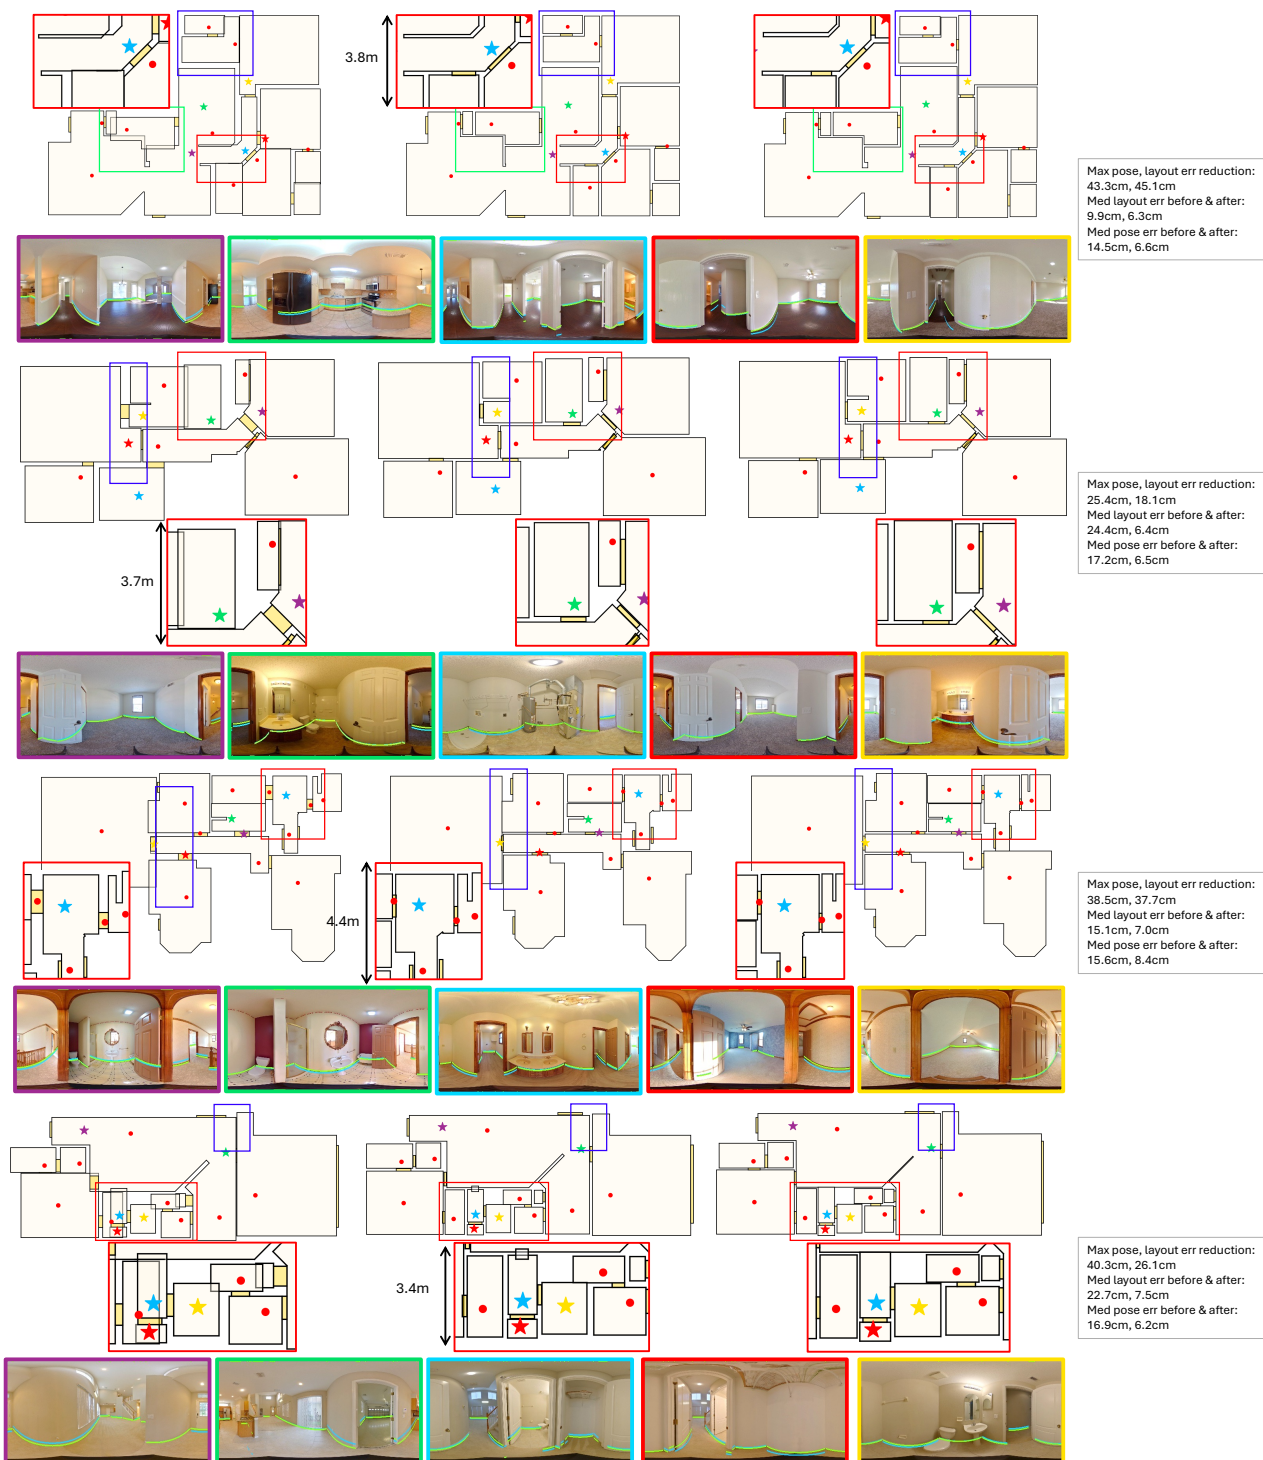 3.8m
Max pose, layout err reduction:
43.3cm, 45.1cm
Med layout err before & after:
9.9cm, 6.3cm
Med pose err before & after:
14.5cm, 6.6cm
3.7m
Max pose, layout err reduction:
25.4cm, 18.1cm
Med layout err before & after:
24.4cm, 6.4cm
Med pose err before & after:
17.2cm, 6.5cm
4.4m
Max pose, layout err reduction:
38.5cm, 37.7cm
Med layout err before & after:
15.1cm, 7.0cm
Med pose err before & after:
15.6cm, 8.4cm
3.4m
Max pose, layout err reduction:
40.3cm, 26.1cm
Med layout err before & after:
22.7cm, 7.5cm
Med pose err before & after:
16.9cm, 6.2cm